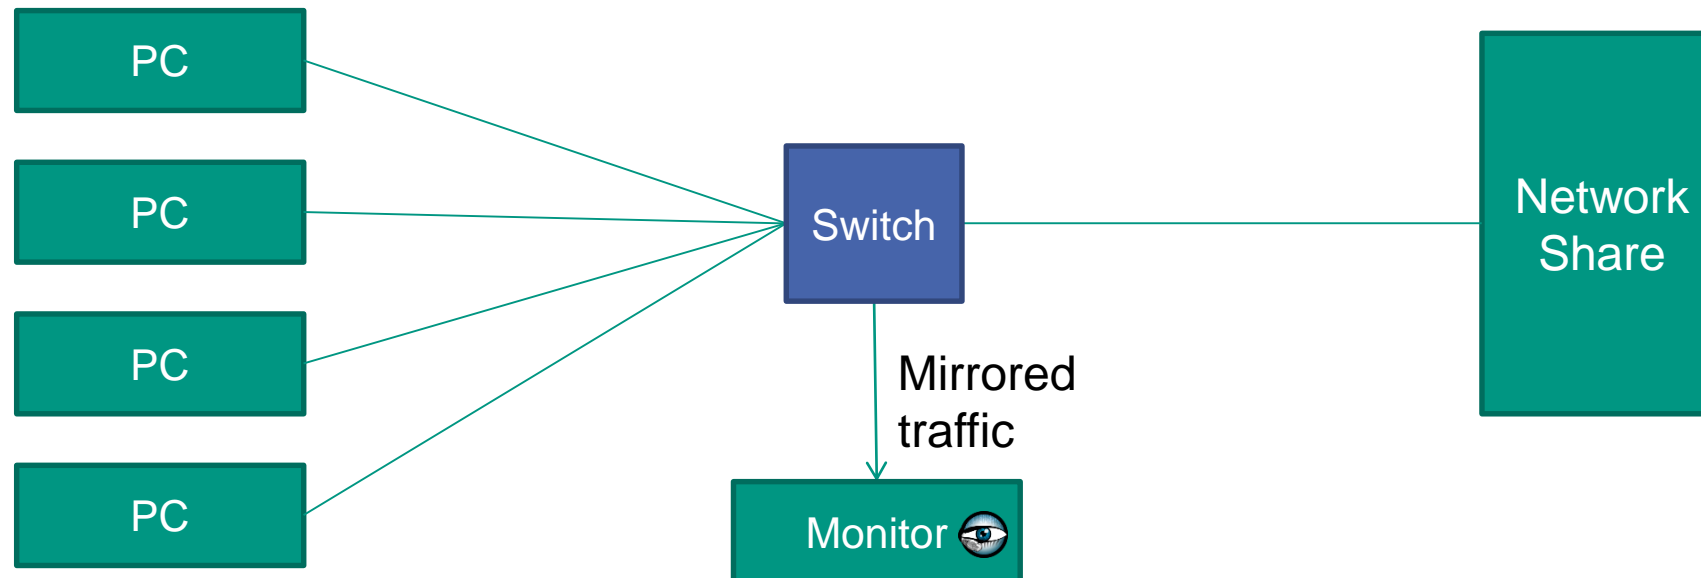 PC
PC
PC
PC
Switch
Network
Share
Mirrored
traffic
Monitor